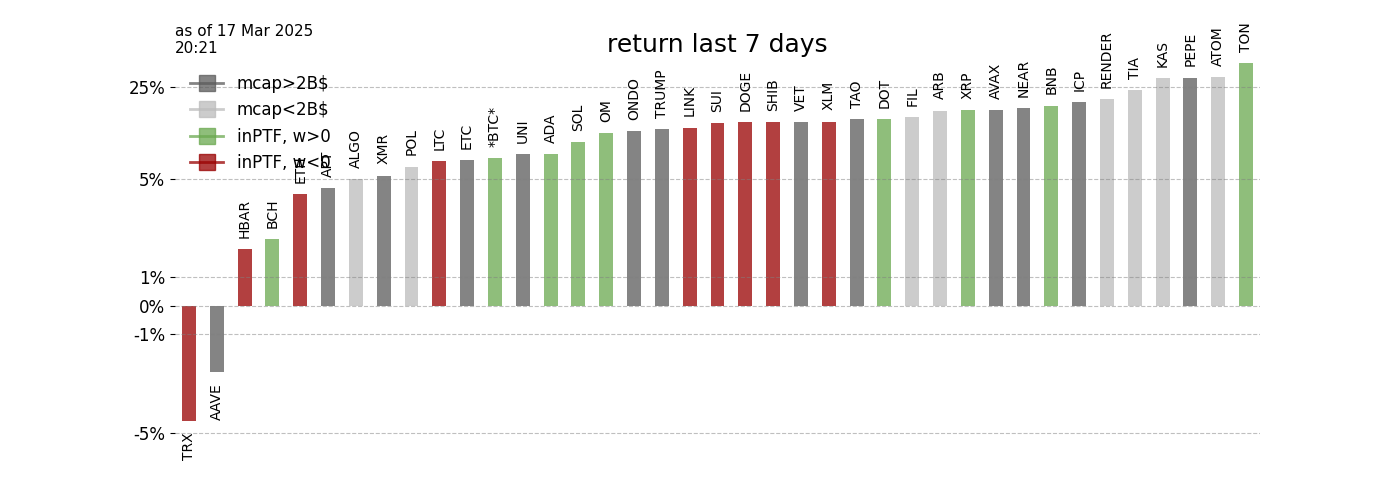 as of 17 Mar 2025
20:21
return last 7 days
mcap>2B$
mcap<2B$
inPTF, w>0
inPTF, w<0
25%
5%
1%
0%
-1%
-5%
TRX
AAVE
HBAR
BCH
ETH
APT
ALGO
XMR
POL
LTC
ETC
*BTC*
UNI
ADA
SOL
OM
ONDO
TRUMP
LINK
SUI
DOGE
SHIB
VET
XLM
TAO
DOT
FIL
ARB
XRP
AVAX
NEAR
BNB
ICP
RENDER
TIA
KAS
PEPE
ATOM
TON